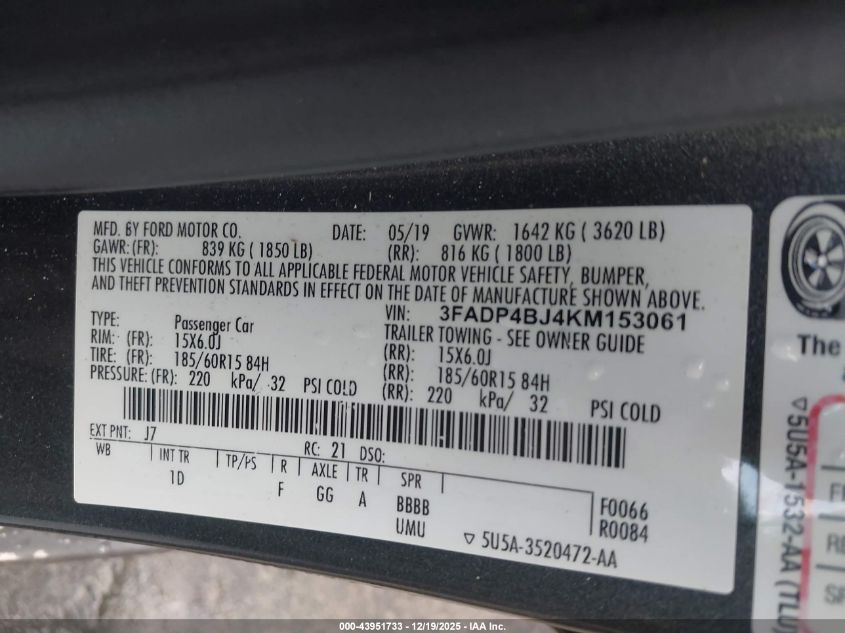 MFD. BY FORD MOTOR CO. DATE: 05/19 GVWR: 1642 KG ( 3620 LB)
GAWR: (FR): 839 KG ( 1850 LB) (RR): 816 KG ( 1800 LB)
THIS VEHICLE CONFORMS TO ALL APPLICABLE FEDERAL MOTOR VEHICLE SAFETY, BUMPER,
AND THEFT PREVENTION STANDARDS IN EFFECT ON THE DATE OF MANUFACTURE SHOWN ABOVE.
VIN: 3FADP4BJ4KM153061
TYPE: Passenger Car TRAILER TOWING - SEE OWNER GUIDE
RIM: (FR): 15X6.0J (RR): 15X6.0J
TIRE: (FR): 185/60R15 84H (RR): 185/60R15 84H
PRESSURE: (FR): 220 kPa/ 32 PSI COLD (RR): 220 kPa/ 32 PSI COLD
EXT PNT: J7 RC: 21 DSO:
WB INT TR TP/PS R AXLE TR SPR
1D F GG A BBBB F0066
UMU R0084
▽ 5U5A-3520472-AA
The
▽5U5A-1532-AA (TLU)
000-43951733 - 12/19/2025 - IAA Inc.